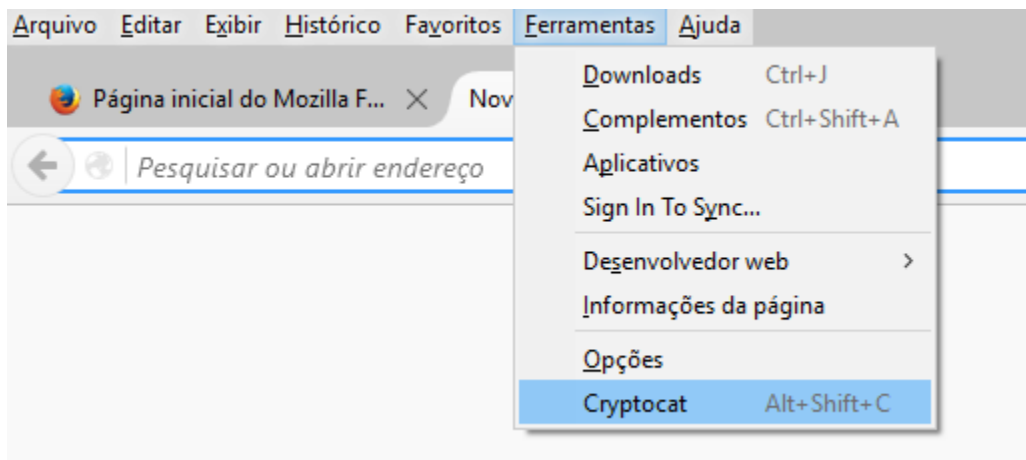 Arquivo Editar Exibir Histórico Favoritos Ferramentas Ajuda
Página inicial do Mozilla F... Nov
Pesquisar ou abrir endereço
Downloads Ctrl+J
Complementos Ctrl+Shift+A
Aplicativos
Sign In To Sync...
Desenvolvedor web
Informações da página
Opções
Cryptocat Alt+Shift+C